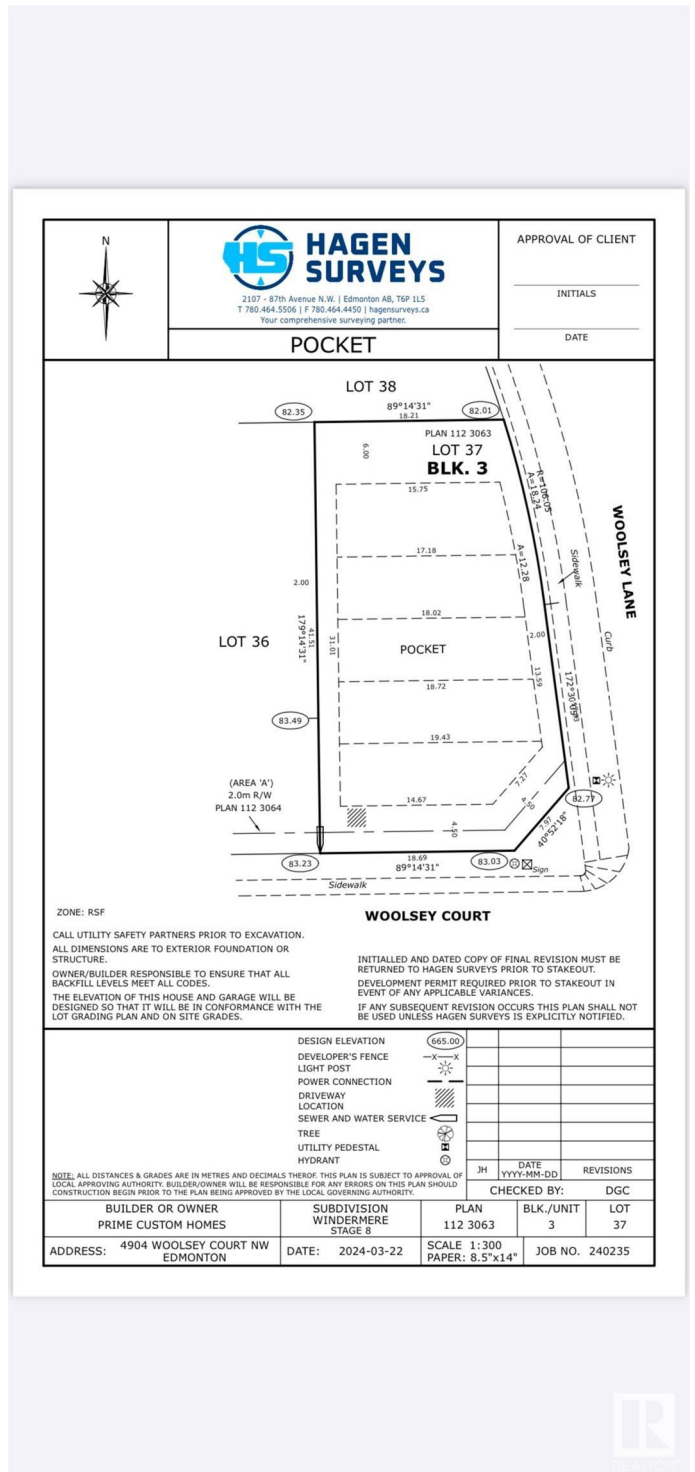 N
HS
HAGEN
SURVEYS
2107 - 87th Avenue N.W. | Edmonton AB, T6P 1L5
T 780.464.5506 | F 780.464.4450 | hagensurveys.ca
Your comprehensive surveying partner.
POCKET
APPROVAL OF CLIENT
INITIALS
DATE
LOT 38
82.35
89°14'31"
18.21
82.01
PLAN 112 3063
LOT 37
BLK. 3
6.00
15.75
R=106.05
A=18.24
WOOLSEY LANE
17.18
A=12.28
Sidewalk
2.00
179°14'31"
41.51
31.01
18.02
2.00
Curb
LOT 36
POCKET
13.59
18.72
172°30'05"
83.49
19.43
7.27
(AREA 'A')
2.0m R/W
PLAN 112 3064
14.67
4.50
82.77
4.50
7.97
40°52'18"
83.23
18.69
89°14'31"
83.03
Sign
Sidewalk
ZONE: RSF
WOOLSEY COURT
CALL UTILITY SAFETY PARTNERS PRIOR TO EXCAVATION.
ALL DIMENSIONS ARE TO EXTERIOR FOUNDATION OR
STRUCTURE.
OWNER/BUILDER RESPONSIBLE TO ENSURE THAT ALL
BACKFILL LEVELS MEET ALL CODES.
THE ELEVATION OF THIS HOUSE AND GARAGE WILL BE
DESIGNED SO THAT IT WILL BE IN CONFORMANCE WITH THE
LOT GRADING PLAN AND ON SITE GRADES.
INITIALLED AND DATED COPY OF FINAL REVISION MUST BE
RETURNED TO HAGEN SURVEYS PRIOR TO STAKEOUT.
DEVELOPMENT PERMIT REQUIRED PRIOR TO STAKEOUT IN
EVENT OF ANY APPLICABLE VARIANCES.
IF ANY SUBSEQUENT REVISION OCCURS THIS PLAN SHALL NOT
BE USED UNLESS HAGEN SURVEYS IS EXPLICITLY NOTIFIED.
DESIGN ELEVATION 665.00
DEVELOPER'S FENCE —X—X
LIGHT POST
POWER CONNECTION
DRIVEWAY
LOCATION
SEWER AND WATER SERVICE
TREE
UTILITY PEDESTAL H
HYDRANT
NOTE: ALL DISTANCES & GRADES ARE IN METRES AND DECIMALS THEROF. THIS PLAN IS SUBJECT TO APPROVAL OF
LOCAL APPROVING AUTHORITY. BUILDER/OWNER WILL BE RESPONSIBLE FOR ANY ERRORS ON THIS PLAN SHOULD
CONSTRUCTION BEGIN PRIOR TO THE PLAN BEING APPROVED BY THE LOCAL GOVERNING AUTHORITY.
JH
DATE
YYYY-MM-DD
REVISIONS
CHECKED BY: DGC
BUILDER OR OWNER
PRIME CUSTOM HOMES
SUBDIVISION
WINDERMERE
STAGE 8
PLAN
112 3063
BLK./UNIT
3
LOT
37
ADDRESS: 4904 WOOLSEY COURT NW
EDMONTON
DATE: 2024-03-22
SCALE 1:300
PAPER: 8.5"x14"
JOB NO. 240235
R
REALTOR